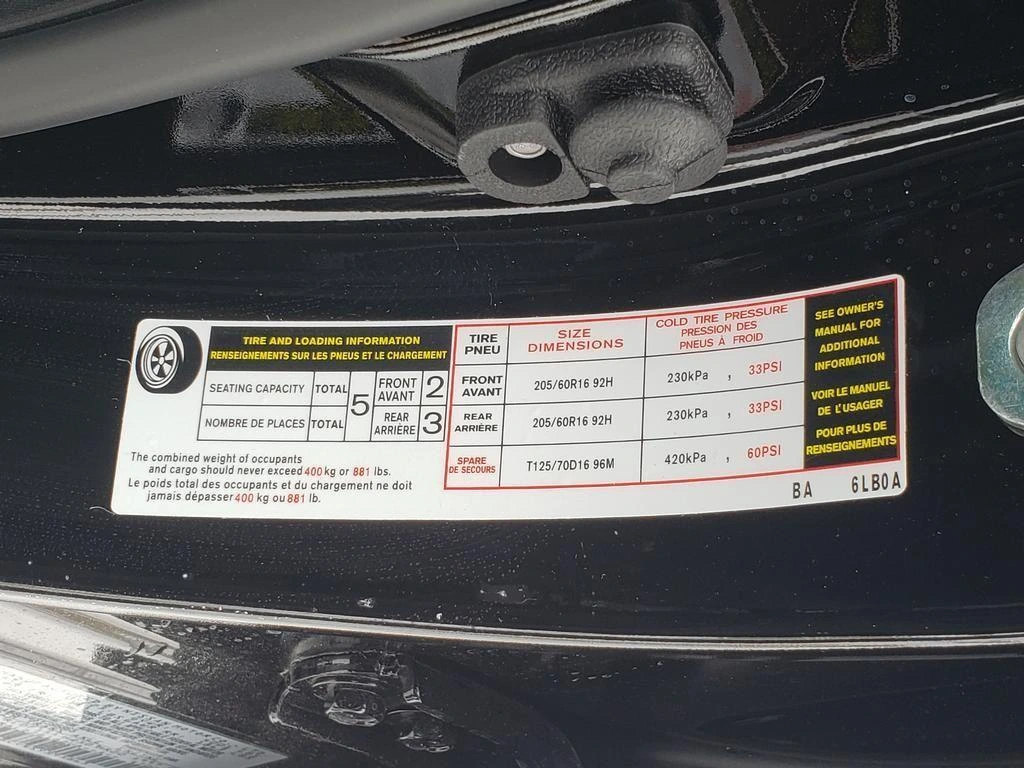 TIRE AND LOADING INFORMATION
RENSEIGNEMENTS SUR LES PNEUS ET LE CHARGEMENT
SEATING CAPACITY TOTAL 5 FRONT AVANT 2
NOMBRE DE PLACES TOTAL REAR ARRIÈRE 3
The combined weight of occupants
and cargo should never exceed 400 kg or 881 lbs.
Le poids total des occupants et du chargement ne doit
jamais dépasser 400 kg ou 881 lb.
TIRE PNEU SIZE DIMENSIONS COLD TIRE PRESSURE PRESSION DES PNEUS À FROID
FRONT AVANT 205/60R16 92H 230kPa , 33PSI
REAR ARRIÈRE 205/60R16 92H 230kPa , 33PSI
SPARE DE SECOURS T125/70D16 96M 420kPa , 60PSI
SEE OWNER'S
MANUAL FOR
ADDITIONAL
INFORMATION
VOIR LE MANUEL
DE L'USAGER
POUR PLUS DE
RENSEIGNEMENTS
BA 6LB0A